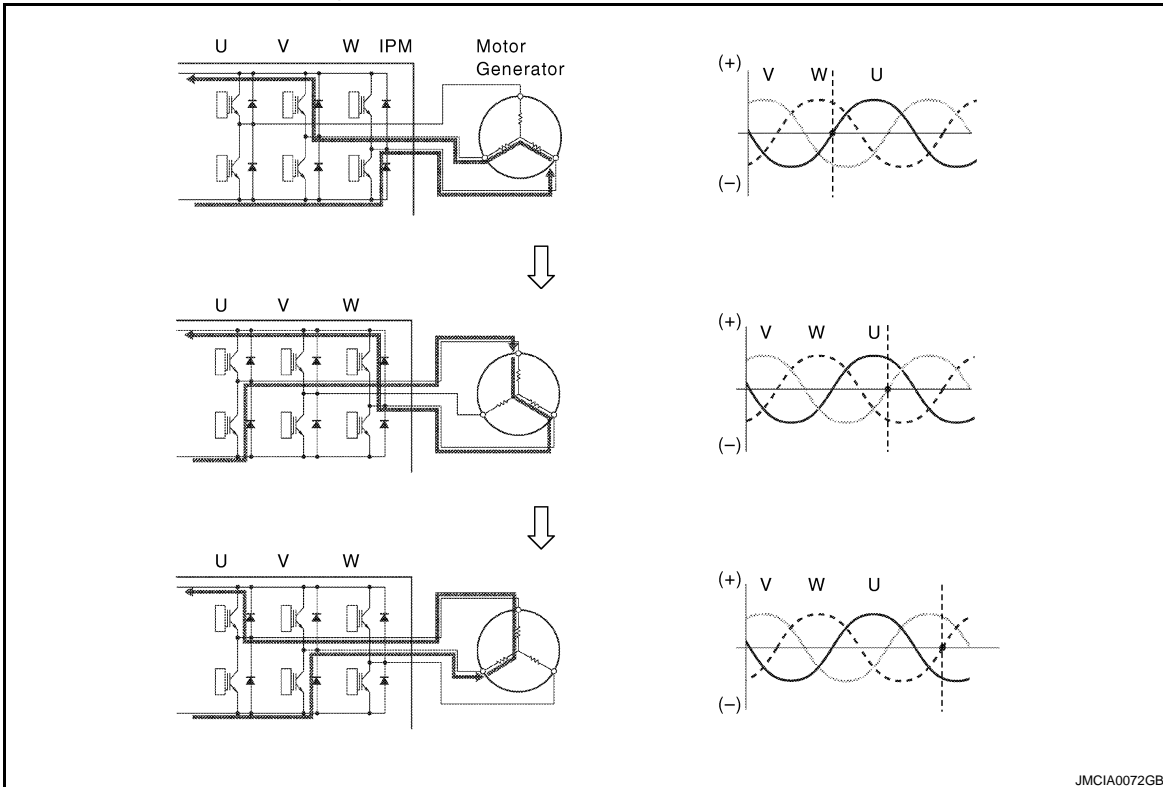 U V W IPM
Motor
Generator
(+)
V W U
(−)
U V W
(+)
V W U
(−)
U V W
(+)
V W U
(−)
JMCIA0072GB